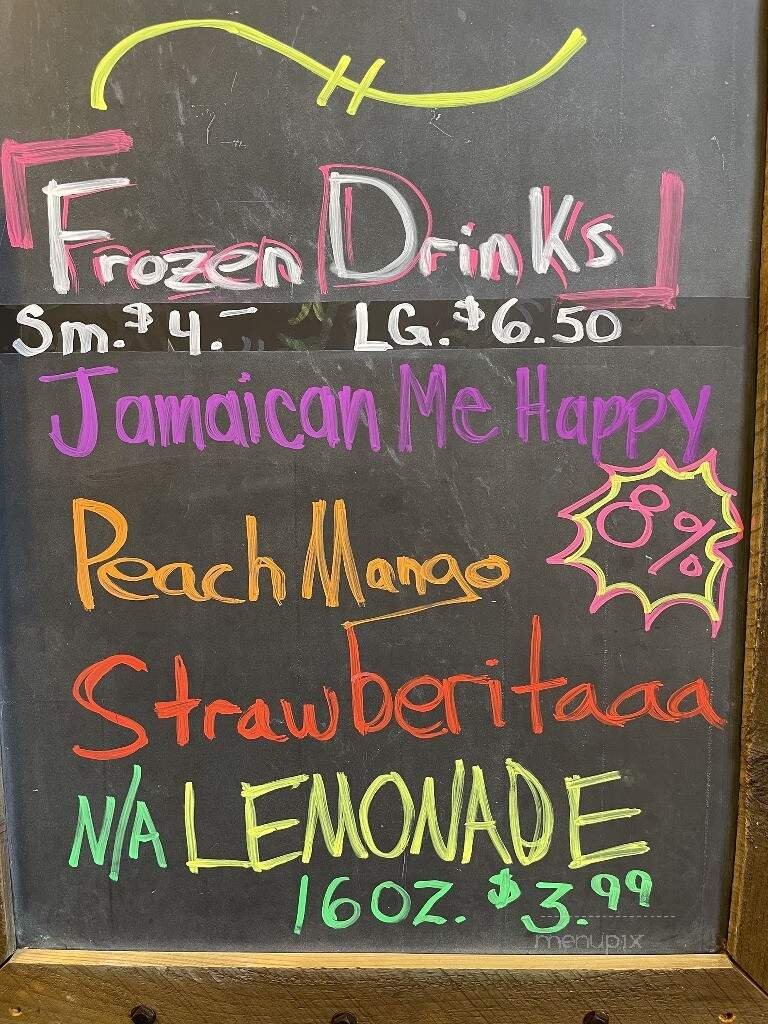 Frozen Drinks
Sm. $4.- LG. $6.50
Jamaican Me Happy
Peach Mango
8%
Strawberitaaa
N/A LEMONADE
16OZ. $3.99
menupix